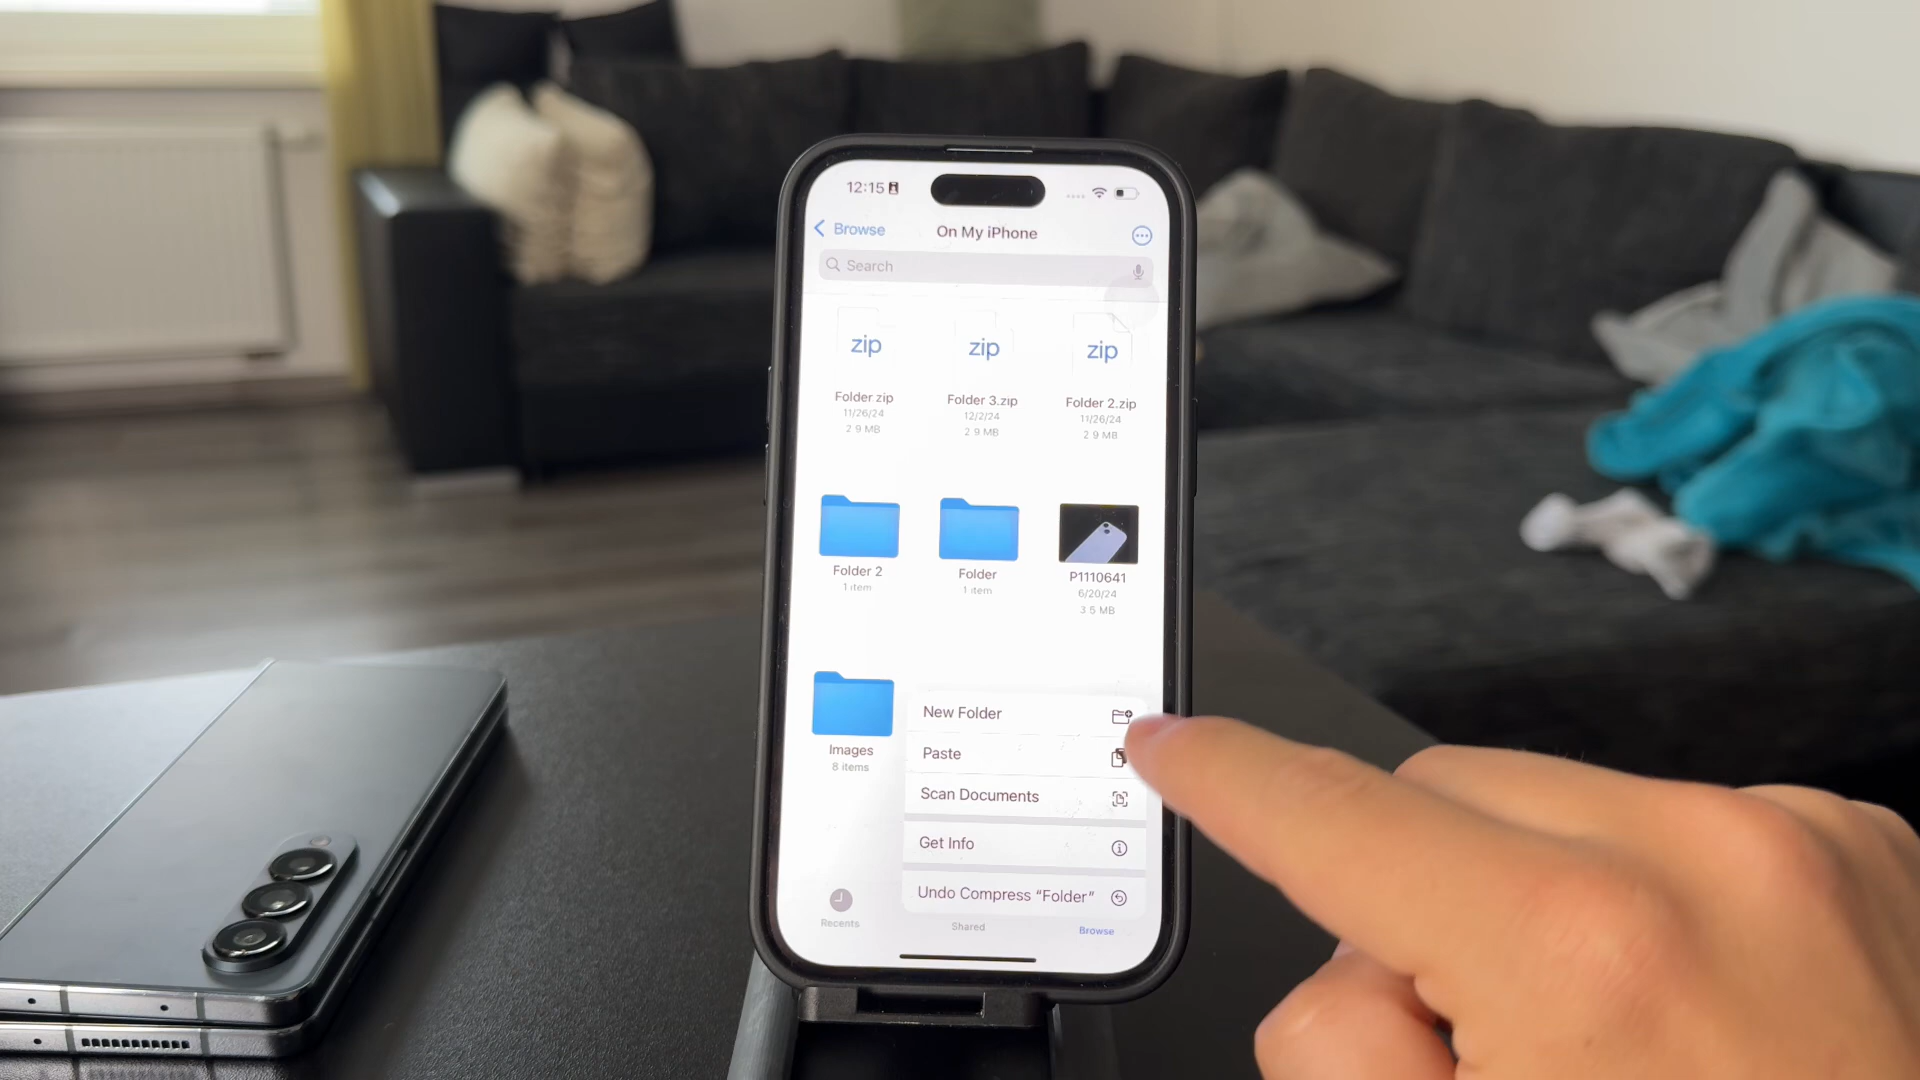 12:15
Browse
On My iPhone
Search
zip
zip
zip
Folder zip
11/26/24
2 9 MB
Folder 3.zip
12/2/24
2 9 MB
Folder 2.zip
11/26/24
2 9 MB
Folder 2
1 item
Folder
1 item
P1110641
6/20/24
3 5 MB
Images
8 items
New Folder
Paste
Scan Documents
Get Info
Undo Compress “Folder”
Recents
Shared
Browse